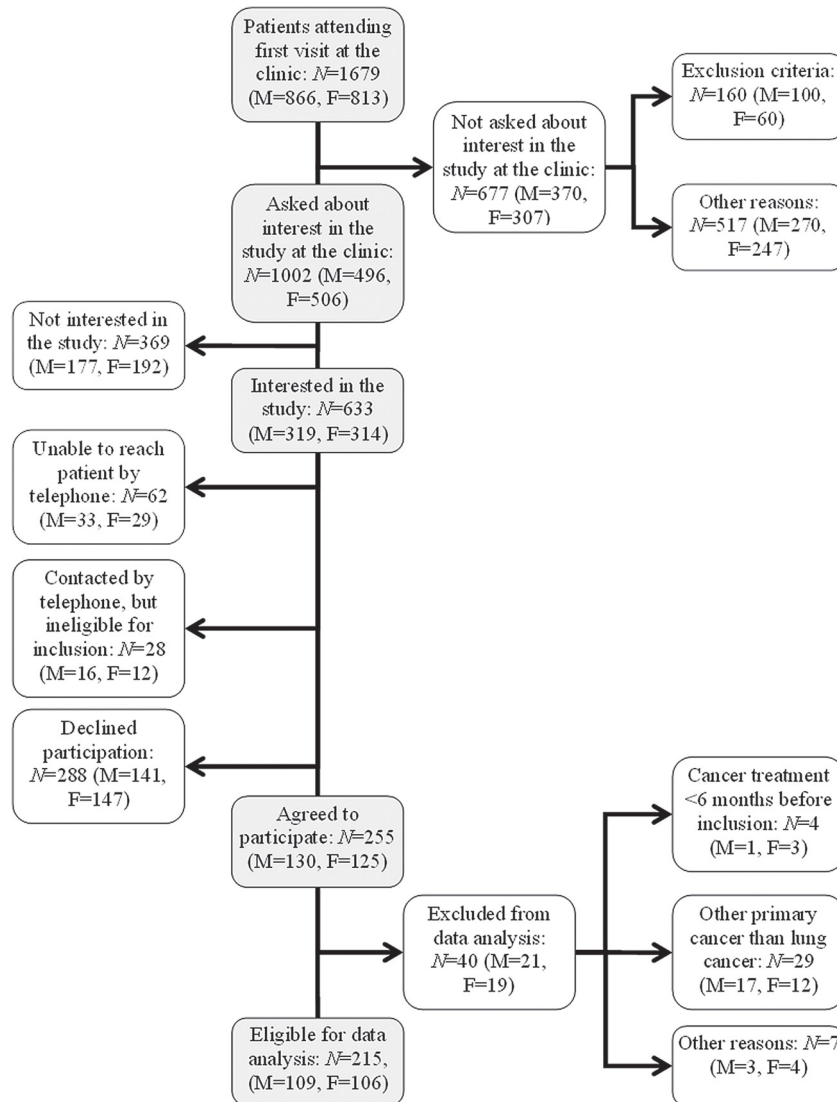 Patients attending
first visit at the
clinic: N=1679
(M=866, F=813)
Exclusion criteria:
N=160 (M=100,
F=60)
Not asked about
interest in the
study at the clinic:
N=677 (M=370,
F=307)
Other reasons:
N=517 (M=270,
F=247)
Asked about
interest in the
study at the clinic:
N=1002 (M=496,
F=506)
Not interested in
the study: N=369
(M=177, F=192)
Interested in the
study: N=633
(M=319, F=314)
Unable to reach
patient by
telephone: N=62
(M=33, F=29)
Contacted by
telephone, but
ineligible for
inclusion: N=28
(M=16, F=12)
Declined
participation:
N=288 (M=141,
F=147)
Agreed to
participate: N=255
(M=130, F=125)
Cancer treatment
<6 months before
inclusion: N=4
(M=1, F=3)
Excluded from
data analysis:
N=40 (M=21,
F=19)
Other primary
cancer than lung
cancer: N=29
(M=17, F=12)
Other reasons: N=7
(M=3, F=4)
Eligible for data
analysis: N=215,
(M=109, F=106)